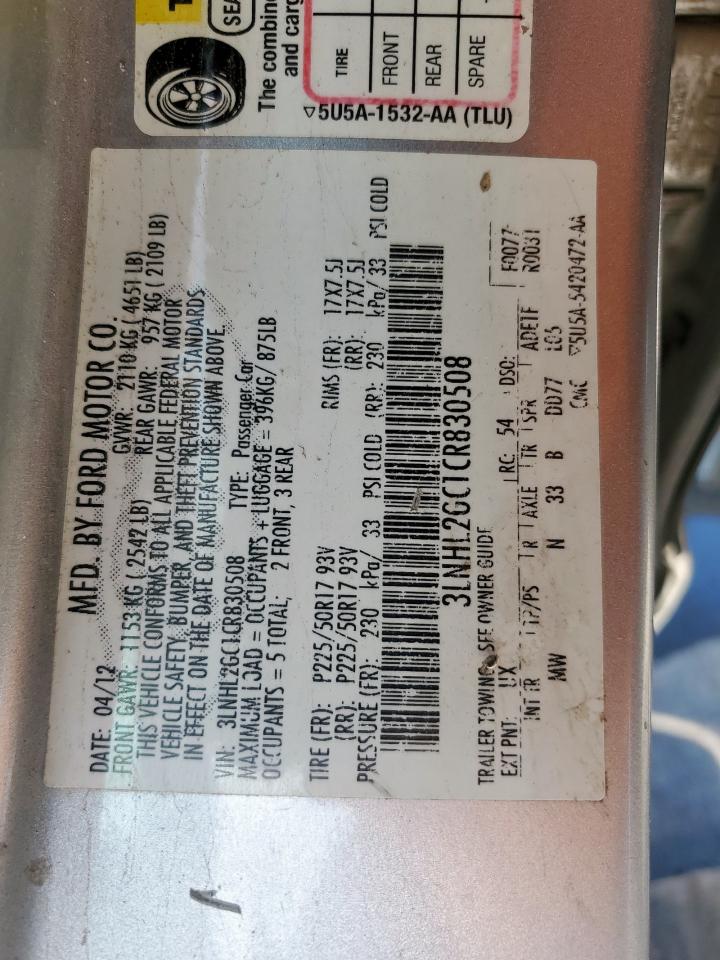 SEA
The combine
and carg
TIRE
FRONT
REAR
SPARE
▽5U5A-1532-AA (TLU)
MFD. BY FORD MOTOR CO.
DATE: 04/12 GVWR: 2110 KG ( 4651 LB)
FRONT GAWR: 1153 KG ( 2542 LB) REAR GAWR: 957 KG ( 2109 LB)
THIS VEHICLE CONFORMS TO ALL APPLICABLE FEDERAL MOTOR
VEHICLE SAFETY, BUMPER, AND THEFT PREVENTION STANDARDS
IN EFFECT ON THE DATE OF MANUFACTURE SHOWN ABOVE.
VIN: 3LNHL2GC1CR830508 TYPE: Passenger Car
MAXIMUM LOAD = OCCUPANTS + LUGGAGE = 396KG/ 875LB
OCCUPANTS = 5 TOTAL; 2 FRONT, 3 REAR
TIRE (FR): P225/50R17 93V RIMS (FR): 17X7.5J
(RR): P225/50R17 93V (RR): 17X7.5J
PRESSURE (FR): 230 kPa/ 33 PSI COLD (RR): 230 kPa/ 33 PSI COLD
3LNHL2GC1CR830508
TRAILER TOWING: SEE OWNER GUIDE
EXT PNT: UX RC: 54 DSO: F0077
INT TR TP/PS R AXLE TR SPR ADE1F R0031
MW N 33 B DD77 L05
CMC ▽5U5A-5420472-AA